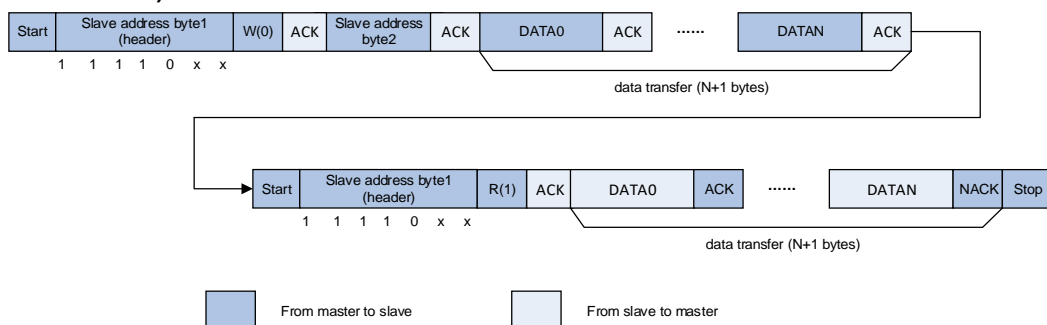 Start Slave address byte1 (header) W(0) ACK Slave address byte2 ACK DATA0 ACK ...... DATAN ACK
1 1 1 1 0 x x
data transfer (N+1 bytes)
Start Slave address byte1 (header) R(1) ACK DATA0 ACK ...... DATAN NACK Stop
1 1 1 1 0 x x
data transfer (N+1 bytes)
From master to slave
From slave to master